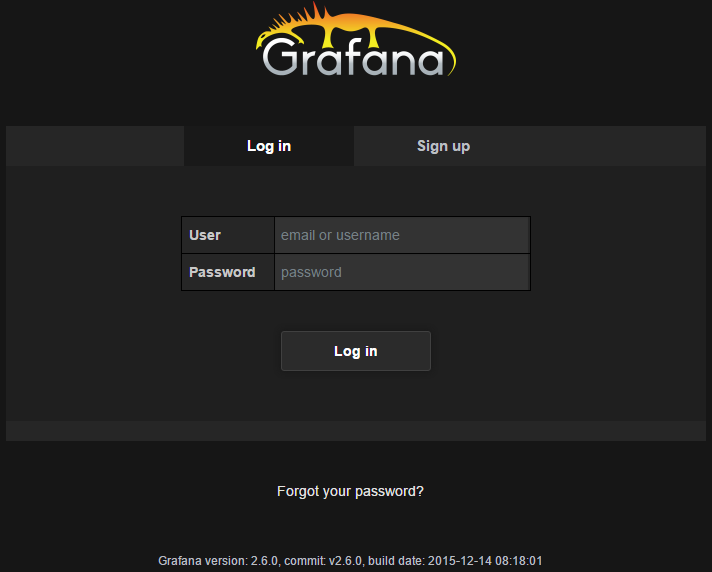 Grafana
Log in Sign up
User email or username
Password password
Log in
Forgot your password?
Grafana version: 2.6.0, commit: v2.6.0, build date: 2015-12-14 08:18:01